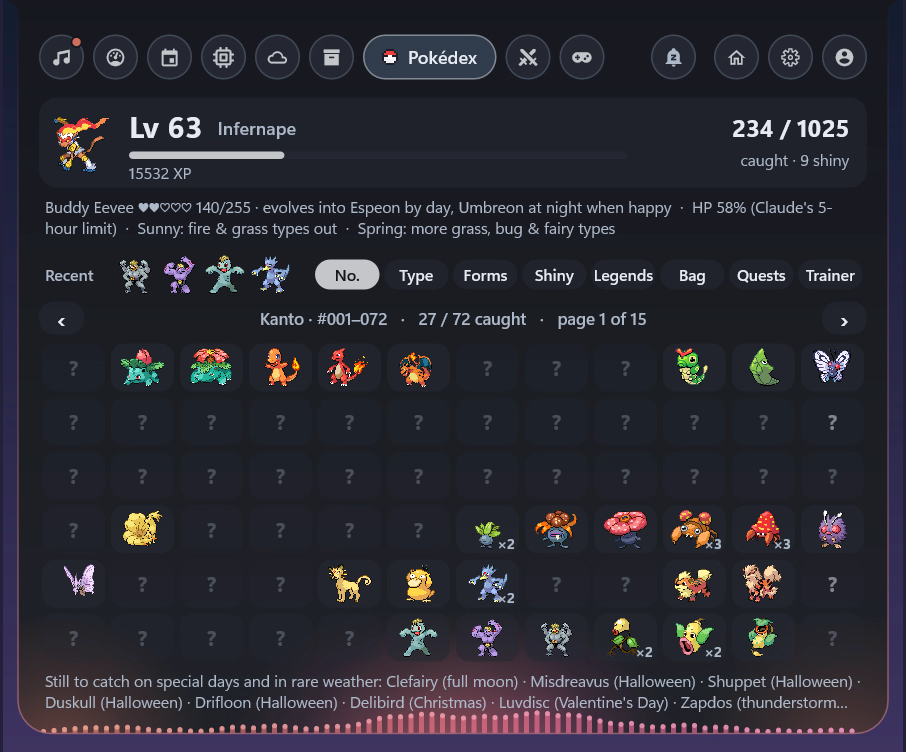 Pokédex
Lv 63 Infernape
234 / 1025
15532 XP
caught · 9 shiny
Buddy Eevee ♥♥♡♡♡ 140/255 · evolves into Espeon by day, Umbreon at night when happy · HP 58% (Claude's 5-
hour limit) · Sunny: fire & grass types out · Spring: more grass, bug & fairy types
Recent No. Type Forms Shiny Legends Bag Quests Trainer
‹ Kanto · #001–072 · 27 / 72 caught · page 1 of 15 ›
? ? ? ? ?
? ? ? ? ? ? ? ? ? ? ? ?
? ? ? ? ? ? ? ? ? ? ? ?
? ? ? ? ? ×2 ×3 ×3
? ? ? ×2 ? ? ?
? ? ? ? ? ×2 ×2 ?
Still to catch on special days and in rare weather: Clefairy (full moon) · Misdreavus (Halloween) · Shuppet (Halloween) ·
Duskull (Halloween) · Drifloon (Halloween) · Delibird (Christmas) · Luvdisc (Valentine's Day) · Zapdos (thunderstorm...